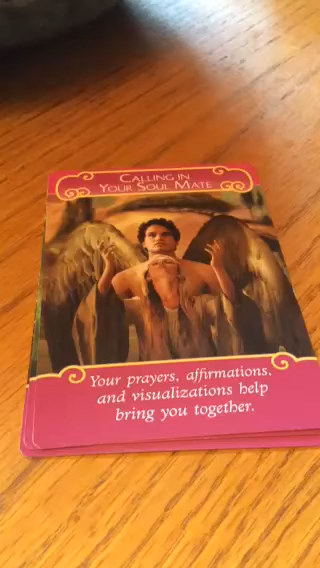 CALLING IN
YOUR SOUL MATE
Your prayers, affirmations,
and visualizations help
bring you together.